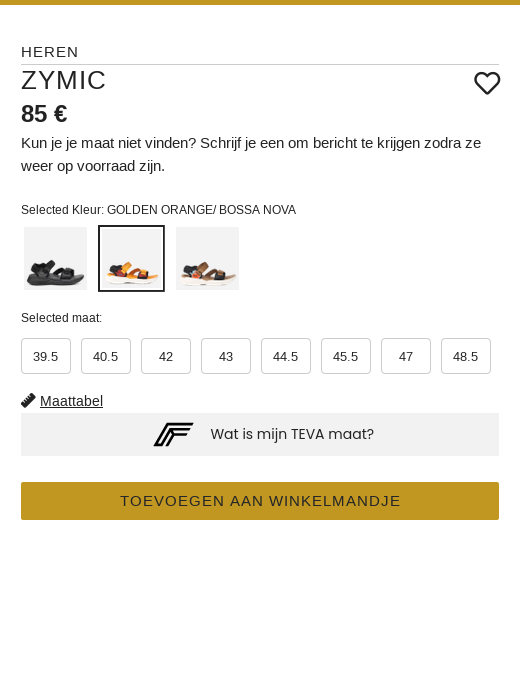 HEREN
ZYMIC
85 €
Kun je je maat niet vinden? Schrijf je een om bericht te krijgen zodra ze
weer op voorraad zijn.
Selected Kleur: GOLDEN ORANGE/ BOSSA NOVA
Selected maat:
39.5 40.5 42 43 44.5 45.5 47 48.5
Maattabel
Wat is mijn TEVA maat?
TOEVOEGEN AAN WINKELMANDJE